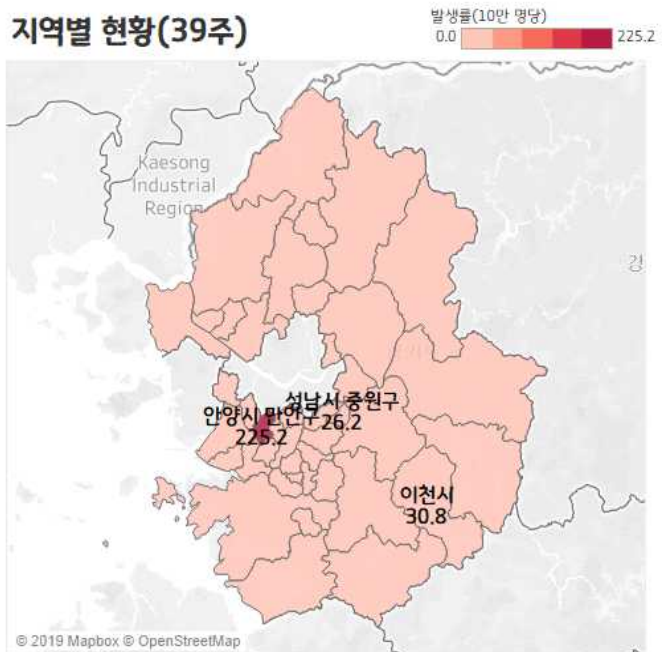 지역별 현황(39주)
발생률(10만 명당)
0.0
225.2
Kaesong
Industrial
Region
강
성남시 중원구
26.2
안양시 만안구
225.2
이천시
30.8
© 2019 Mapbox © OpenStreetMap